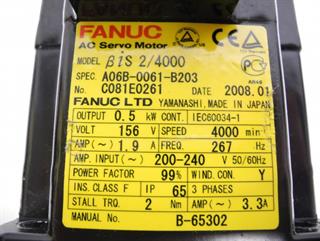 FANUC
AC Servo Motor
MODEL βiS 2/4000
SPEC. A06B-0061-B203
No. C081E0261 DATE 2008.01
FANUC LTD YAMANASHI, MADE IN JAPAN
OUTPUT 0.5 kW CONT. IEC60034-1
VOLT 156 V SPEED 4000 min
AMP(~) 1.9 A FREQ. 267 Hz
AMP. INPUT(~) 200-240 V 50/60Hz
POWER FACTOR 99% WIND. CON. Y
INS. CLASS F IP 65 3 PHASES
STALL TRQ. 2 Nm AMP(~) 3.3A
MANUAL No. B-65302